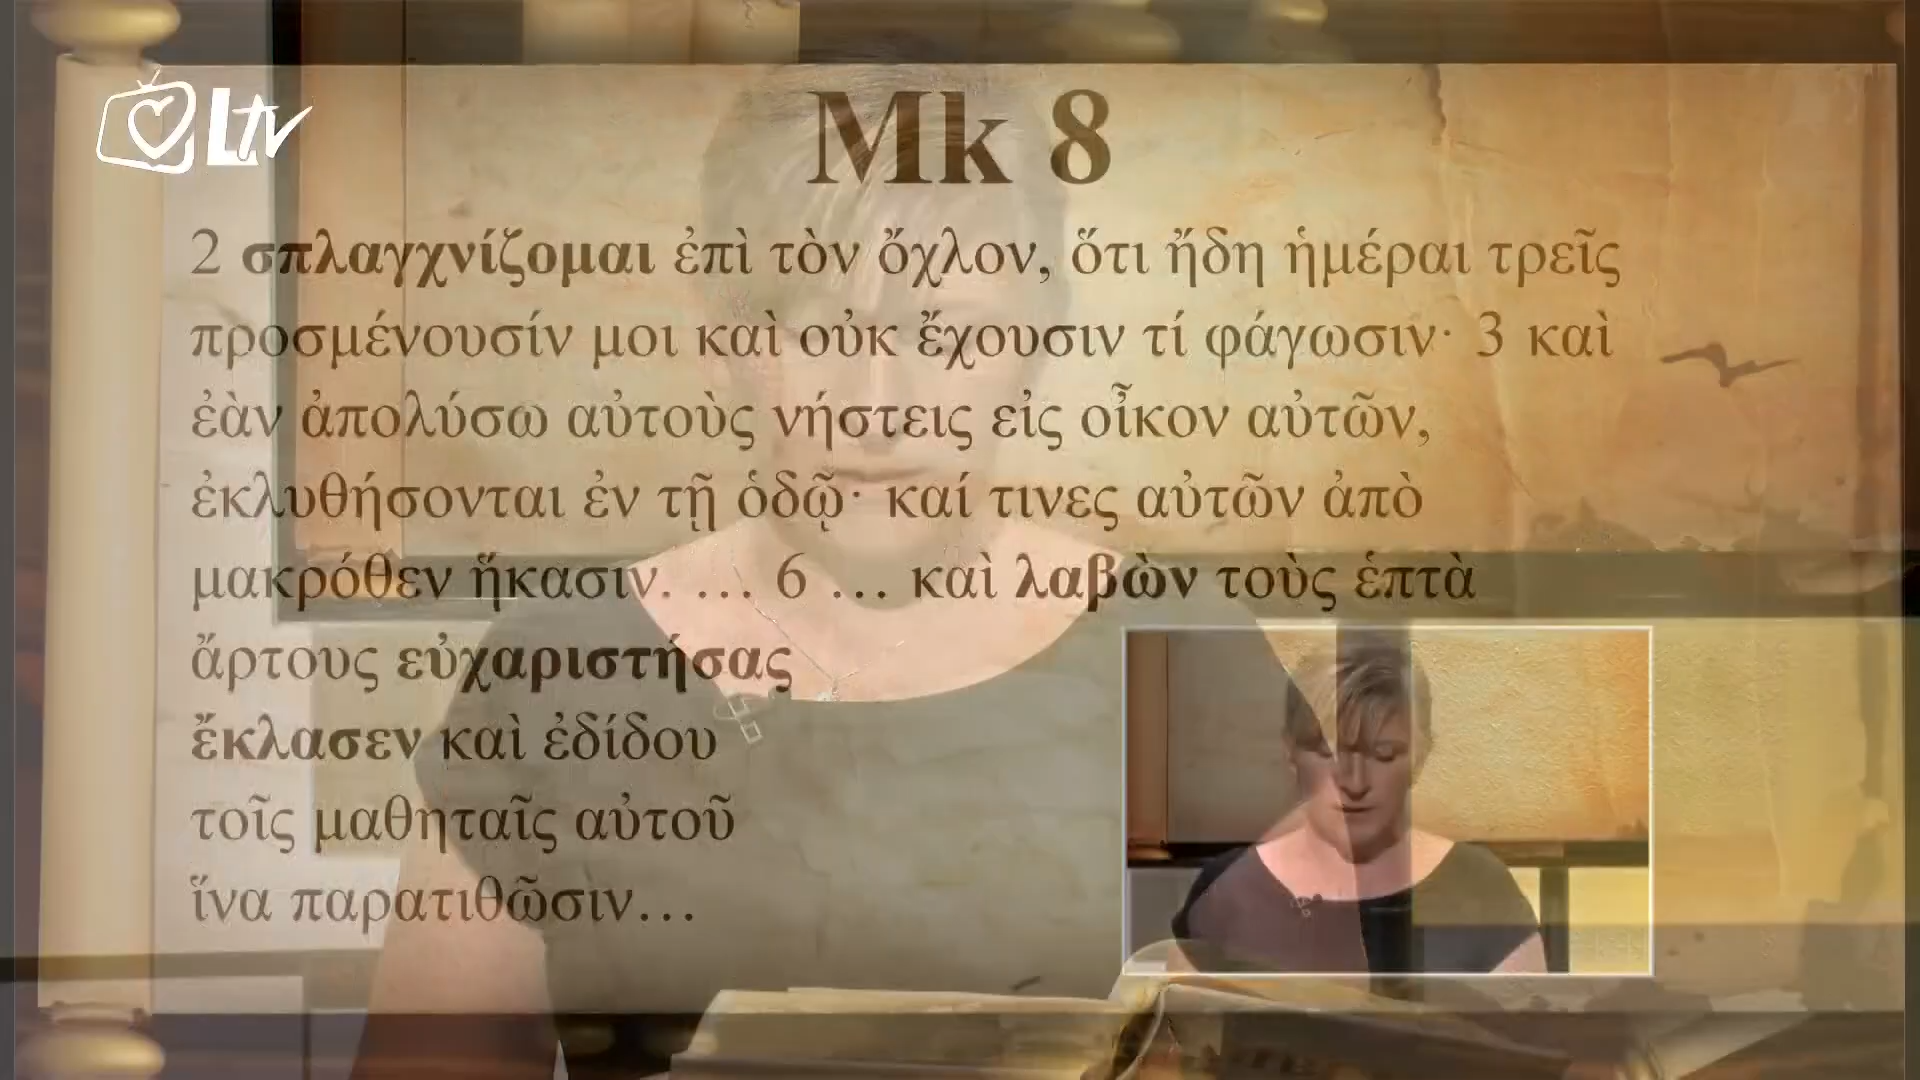 LTV
Mk 8
2 σπλαγχνίζομαι ἐπὶ τὸν ὄχλον, ὅτι ἤδη ἡμέραι τρεῖς
προσμένουσίν μοι καὶ οὐκ ἔχουσιν τί φάγωσιν· 3 καὶ
ἐὰν ἀπολύσω αὐτοὺς νήστεις εἰς οἶκον αὐτῶν,
ἐκλυθήσονται ἐν τῇ ὁδῷ· καί τινες αὐτῶν ἀπὸ
μακρόθεν ἥκασιν. … 6 … καὶ λαβὼν τοὺς ἑπτὰ
ἄρτους εὐχαριστήσας
ἔκλασεν καὶ ἐδίδου
τοῖς μαθηταῖς αὐτοῦ
ἵνα παρατιθῶσιν…